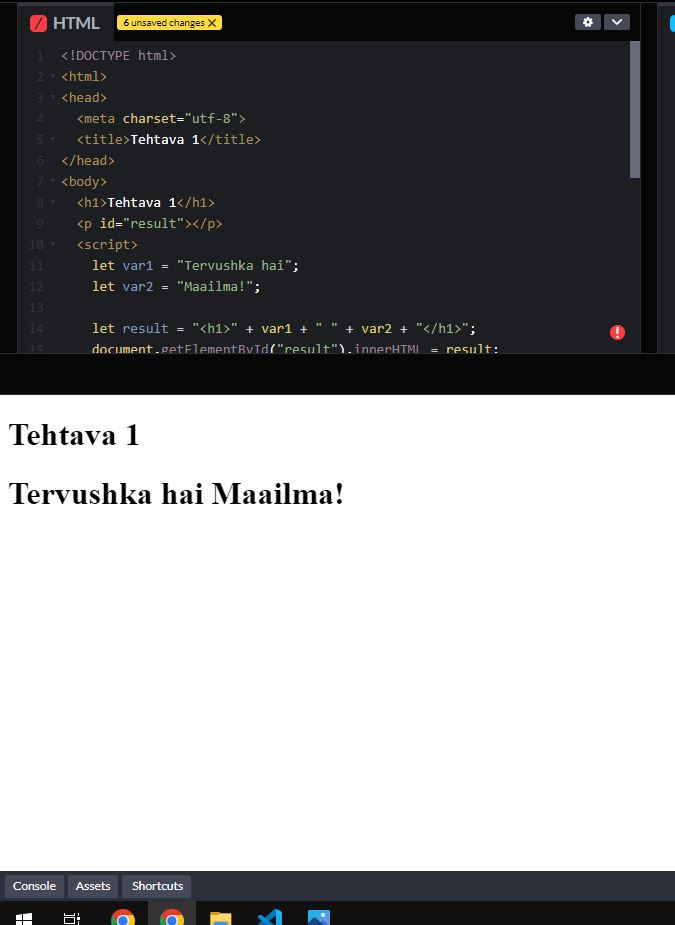 HTML 6 unsaved changes X
1 <!DOCTYPE html>
2 <html>
3 <head>
4 <meta charset="utf-8">
5 <title>Tehtava 1</title>
6 </head>
7 <body>
8 <h1>Tehtava 1</h1>
9 <p id="result"></p>
10 <script>
11 let var1 = "Tervushka hai";
12 let var2 = "Maailma!";
13
14 let result = "<h1>" + var1 + " " + var2 + "</h1>";
15 document.getElementById("result").innerHTML = result;
Tehtava 1
Tervushka hai Maailma!
Console Assets Shortcuts